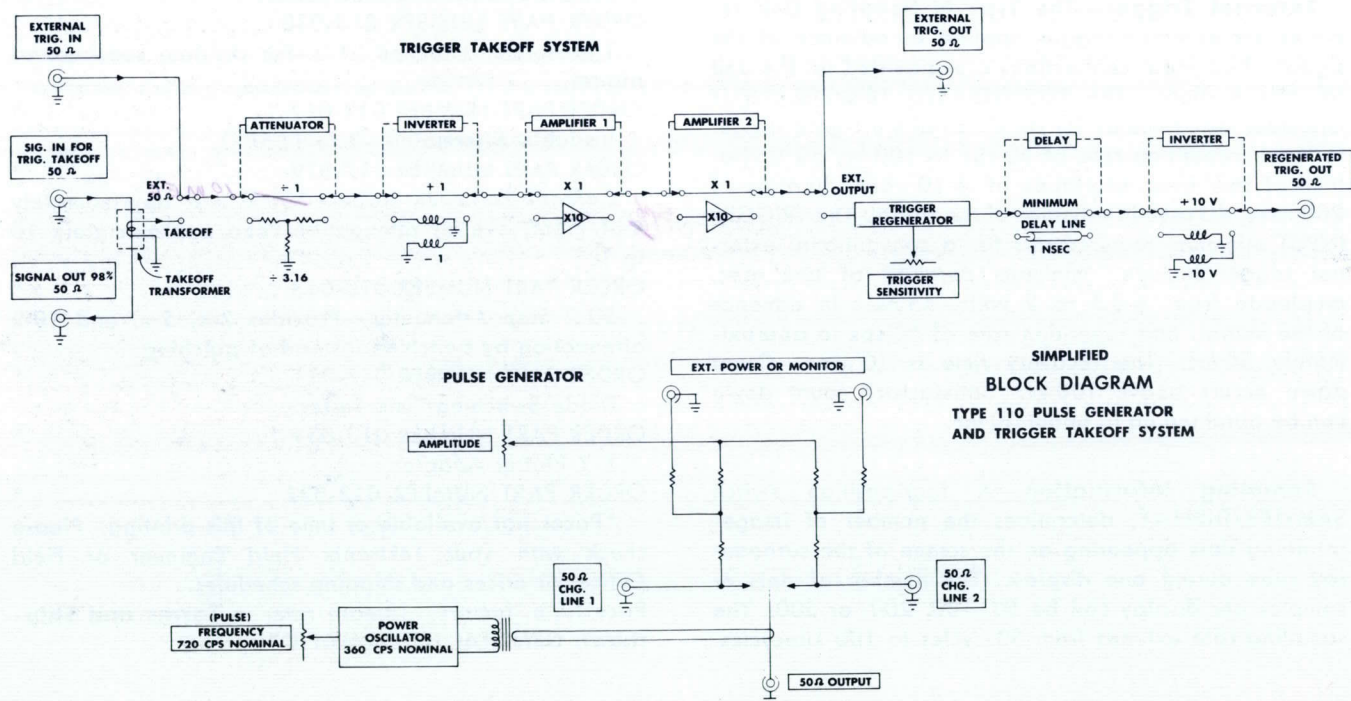 EXTERNAL
TRIG. IN
50 Ω
TRIGGER TAKEOFF SYSTEM
EXTERNAL
TRIG. OUT
50 Ω
ATTENUATOR
INVERTER
AMPLIFIER 1
AMPLIFIER 2
DELAY
INVERTER
SIG. IN FOR
TRIG. TAKEOFF
50 Ω
REGENERATED
TRIG. OUT
50 Ω
EXT.
50 Ω
÷ 1
+ 1
X 1
X 1
EXT.
OUTPUT
MINIMUM
+10 V
TAKEOFF
÷ 3.16
- 1
X10
X10
TRIGGER
REGENERATOR
DELAY LINE
1 NSEC
-10 V
SIGNAL OUT 98%
50 Ω
TAKEOFF
TRANSFORMER
TRIGGER
SENSITIVITY
PULSE GENERATOR
EXT. POWER OR MONITOR
SIMPLIFIED
BLOCK DIAGRAM
TYPE 110 PULSE GENERATOR
AND TRIGGER TAKEOFF SYSTEM
AMPLITUDE
50 Ω
CHG.
LINE 1
50 Ω
CHG.
LINE 2
(PULSE)
FREQUENCY
720 CPS NOMINAL
POWER
OSCILLATOR
360 CPS NOMINAL
50 Ω OUTPUT